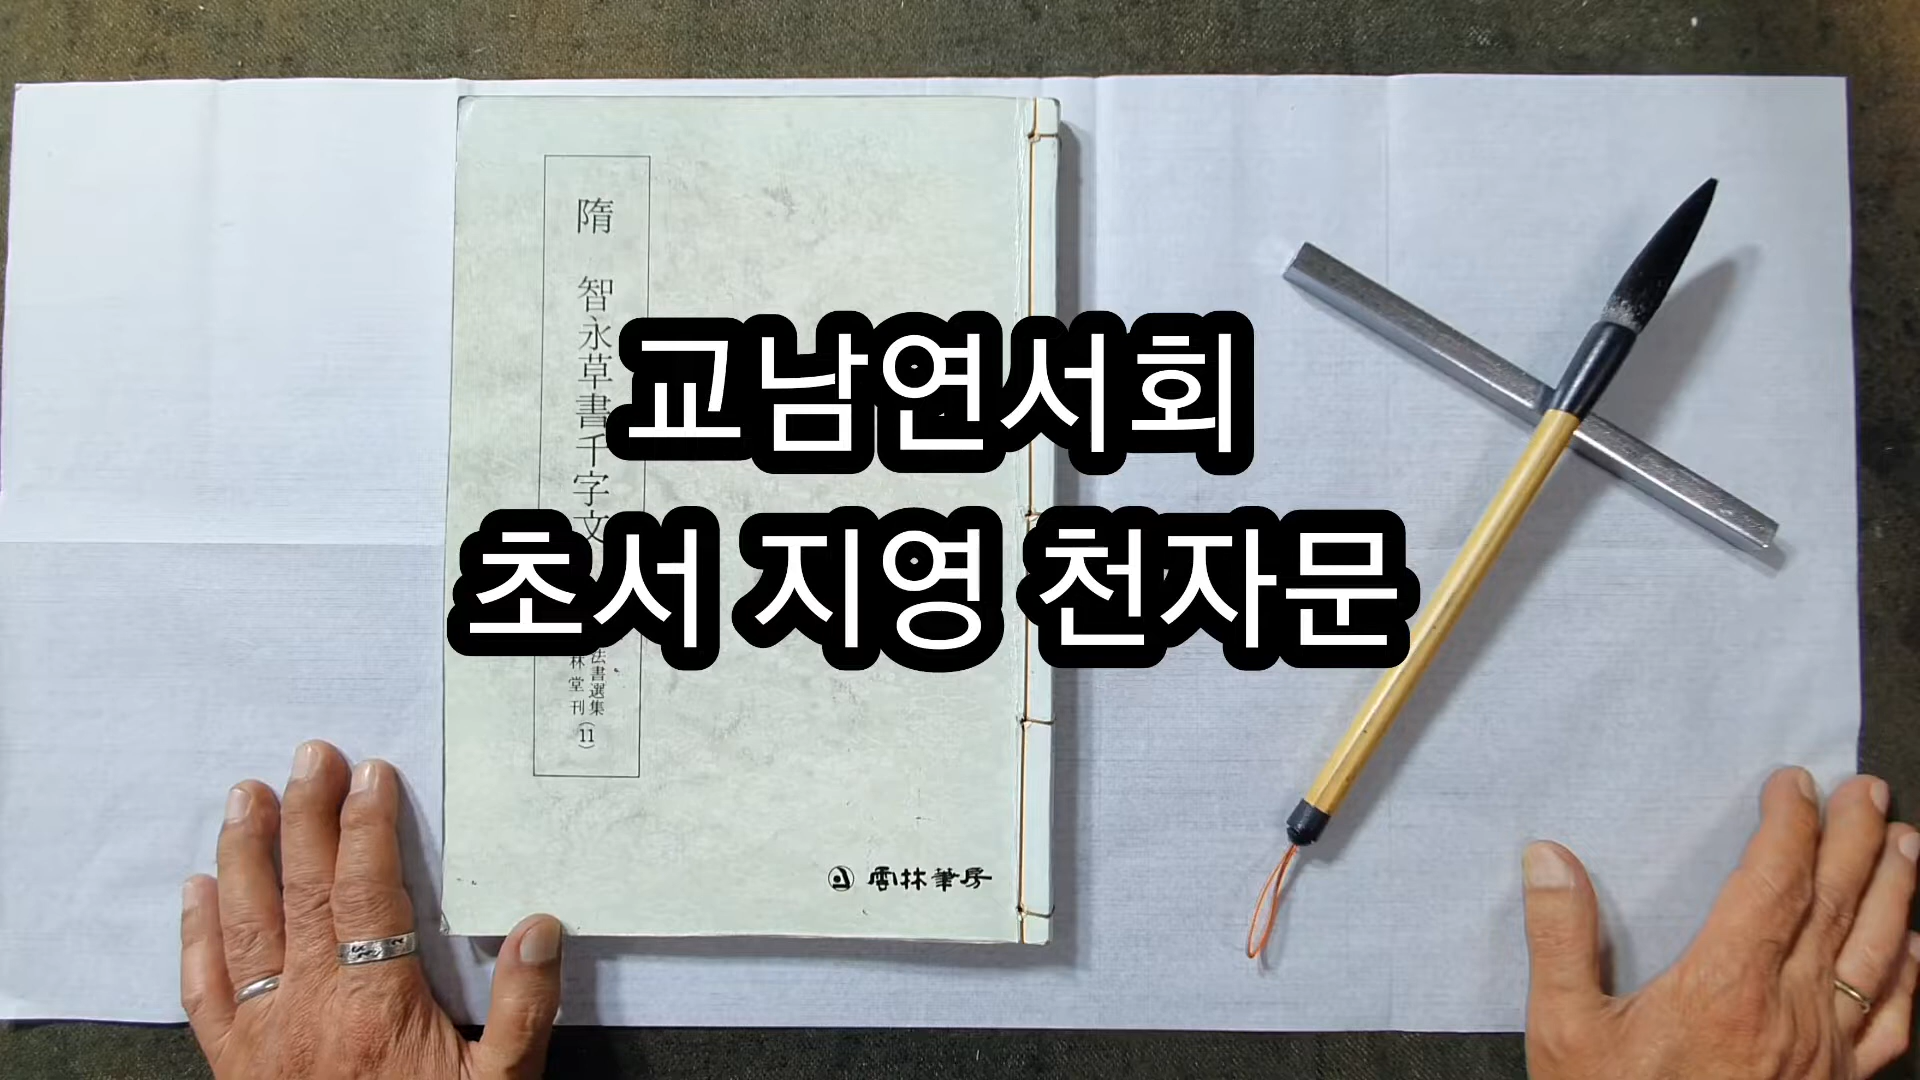 교남연서회
초서 지영 천자문
隋 智永草書千字文
法書選集(11)
林堂刊
雲林筆房